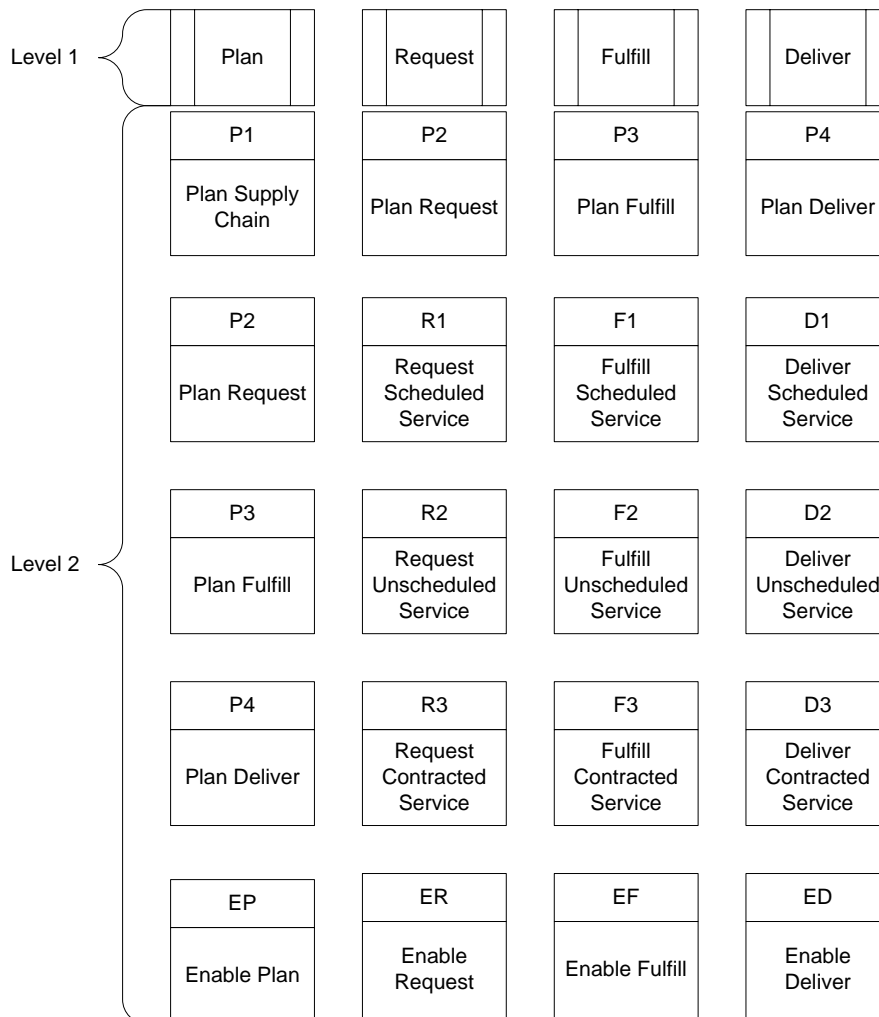 Level 1
Plan
Request
Fulfill
Deliver
P1
P2
P3
P4
Plan Supply
Chain
Plan Request
Plan Fulfill
Plan Deliver
P2
R1
F1
D1
Plan Request
Request
Scheduled
Service
Fulfill
Scheduled
Service
Deliver
Scheduled
Service
Level 2
P3
R2
F2
D2
Plan Fulfill
Request
Unscheduled
Service
Fulfill
Unscheduled
Service
Deliver
Unscheduled
Service
P4
R3
F3
D3
Plan Deliver
Request
Contracted
Service
Fulfill
Contracted
Service
Deliver
Contracted
Service
EP
ER
EF
ED
Enable Plan
Enable
Request
Enable Fulfill
Enable
Deliver